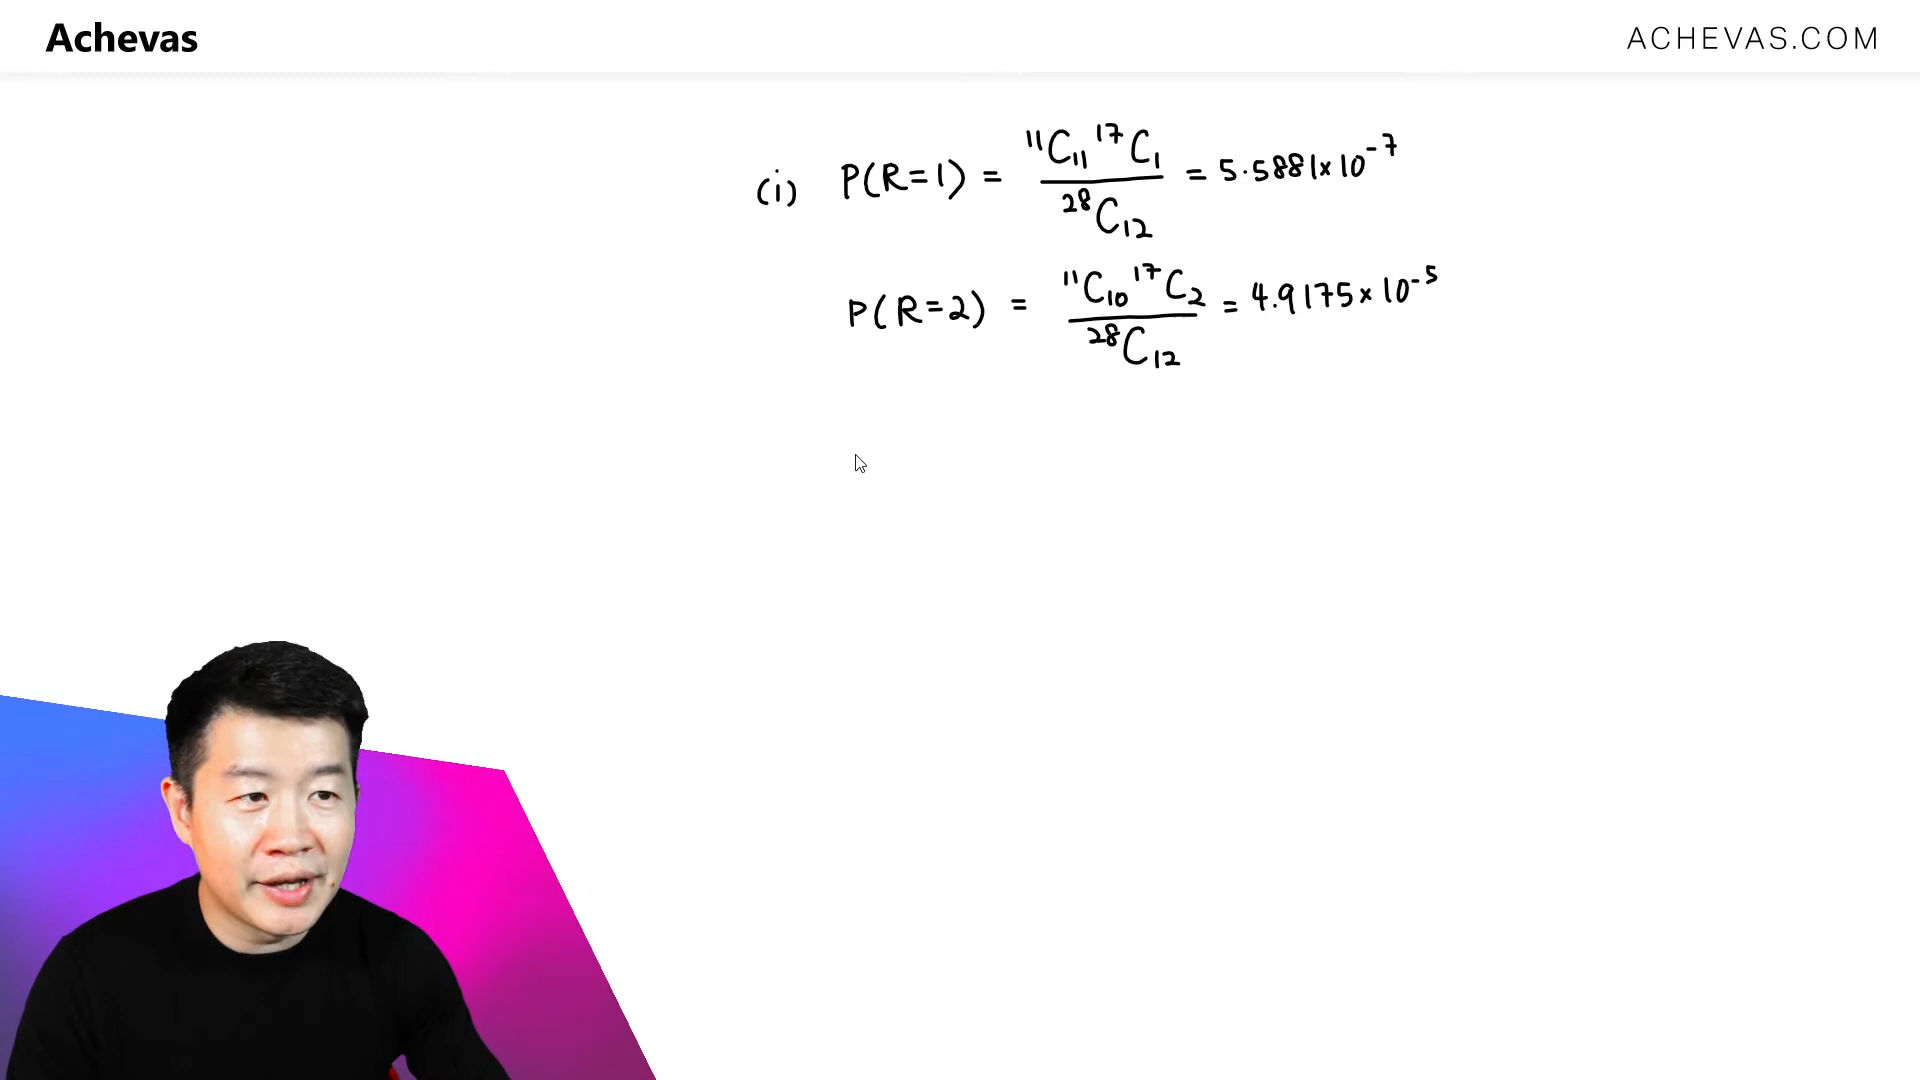 Achevas
ACHEVAS.COM
(i) P(R=1) = ¹¹C₁₁ ¹⁷C₁ / ²⁸C₁₂ = 5.5881×10⁻⁷
P(R=2) = ¹¹C₁₀ ¹⁷C₂ / ²⁸C₁₂ = 4.9175×10⁻⁵